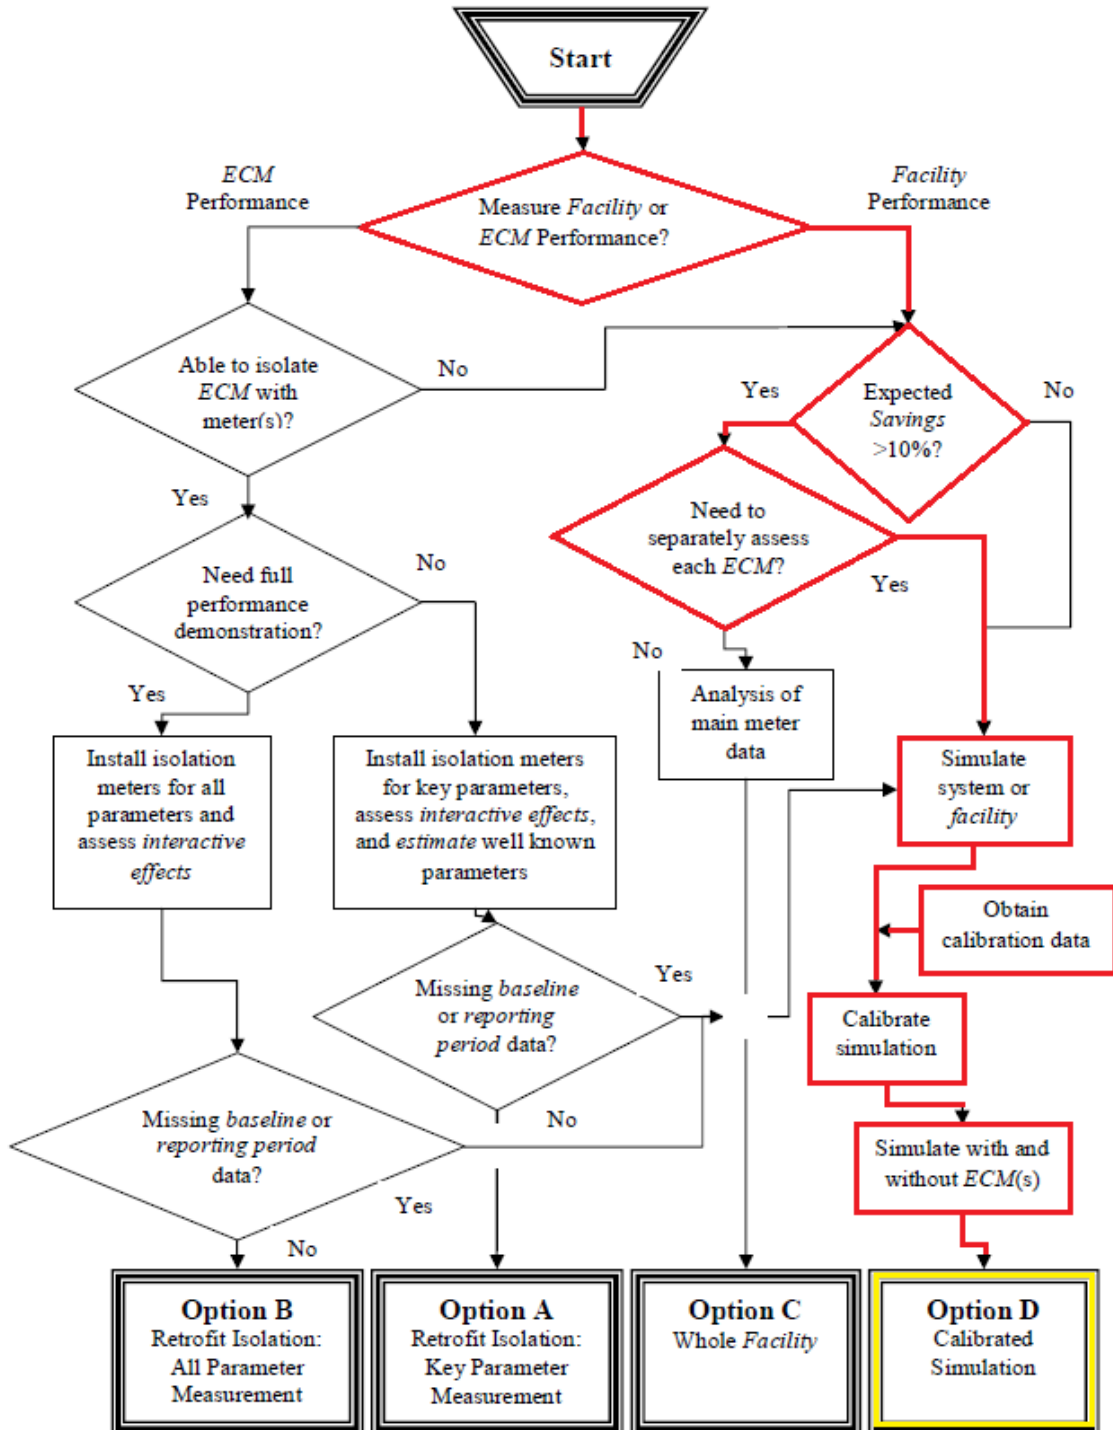 Start
ECM
Performance
Facility
Performance
Measure Facility or
ECM Performance?
Able to isolate
ECM with
meter(s)?
No
Yes
Expected
Savings
>10%?
No
Yes
Need to
separately assess
each ECM?
Yes
No
Need full
performance
demonstration?
No
Yes
Analysis of
main meter
data
Install isolation
meters for all
parameters and
assess interactive
effects
Install isolation meters
for key parameters,
assess interactive effects,
and estimate well known
parameters
Simulate
system or
facility
Obtain
calibration data
Missing baseline
or reporting
period data?
Yes
No
Calibrate
simulation
Missing baseline or
reporting period
data?
Yes
No
Simulate with and
without ECM(s)
Option B
Retrofit Isolation:
All Parameter
Measurement
Option A
Retrofit Isolation:
Key Parameter
Measurement
Option C
Whole Facility
Option D
Calibrated
Simulation